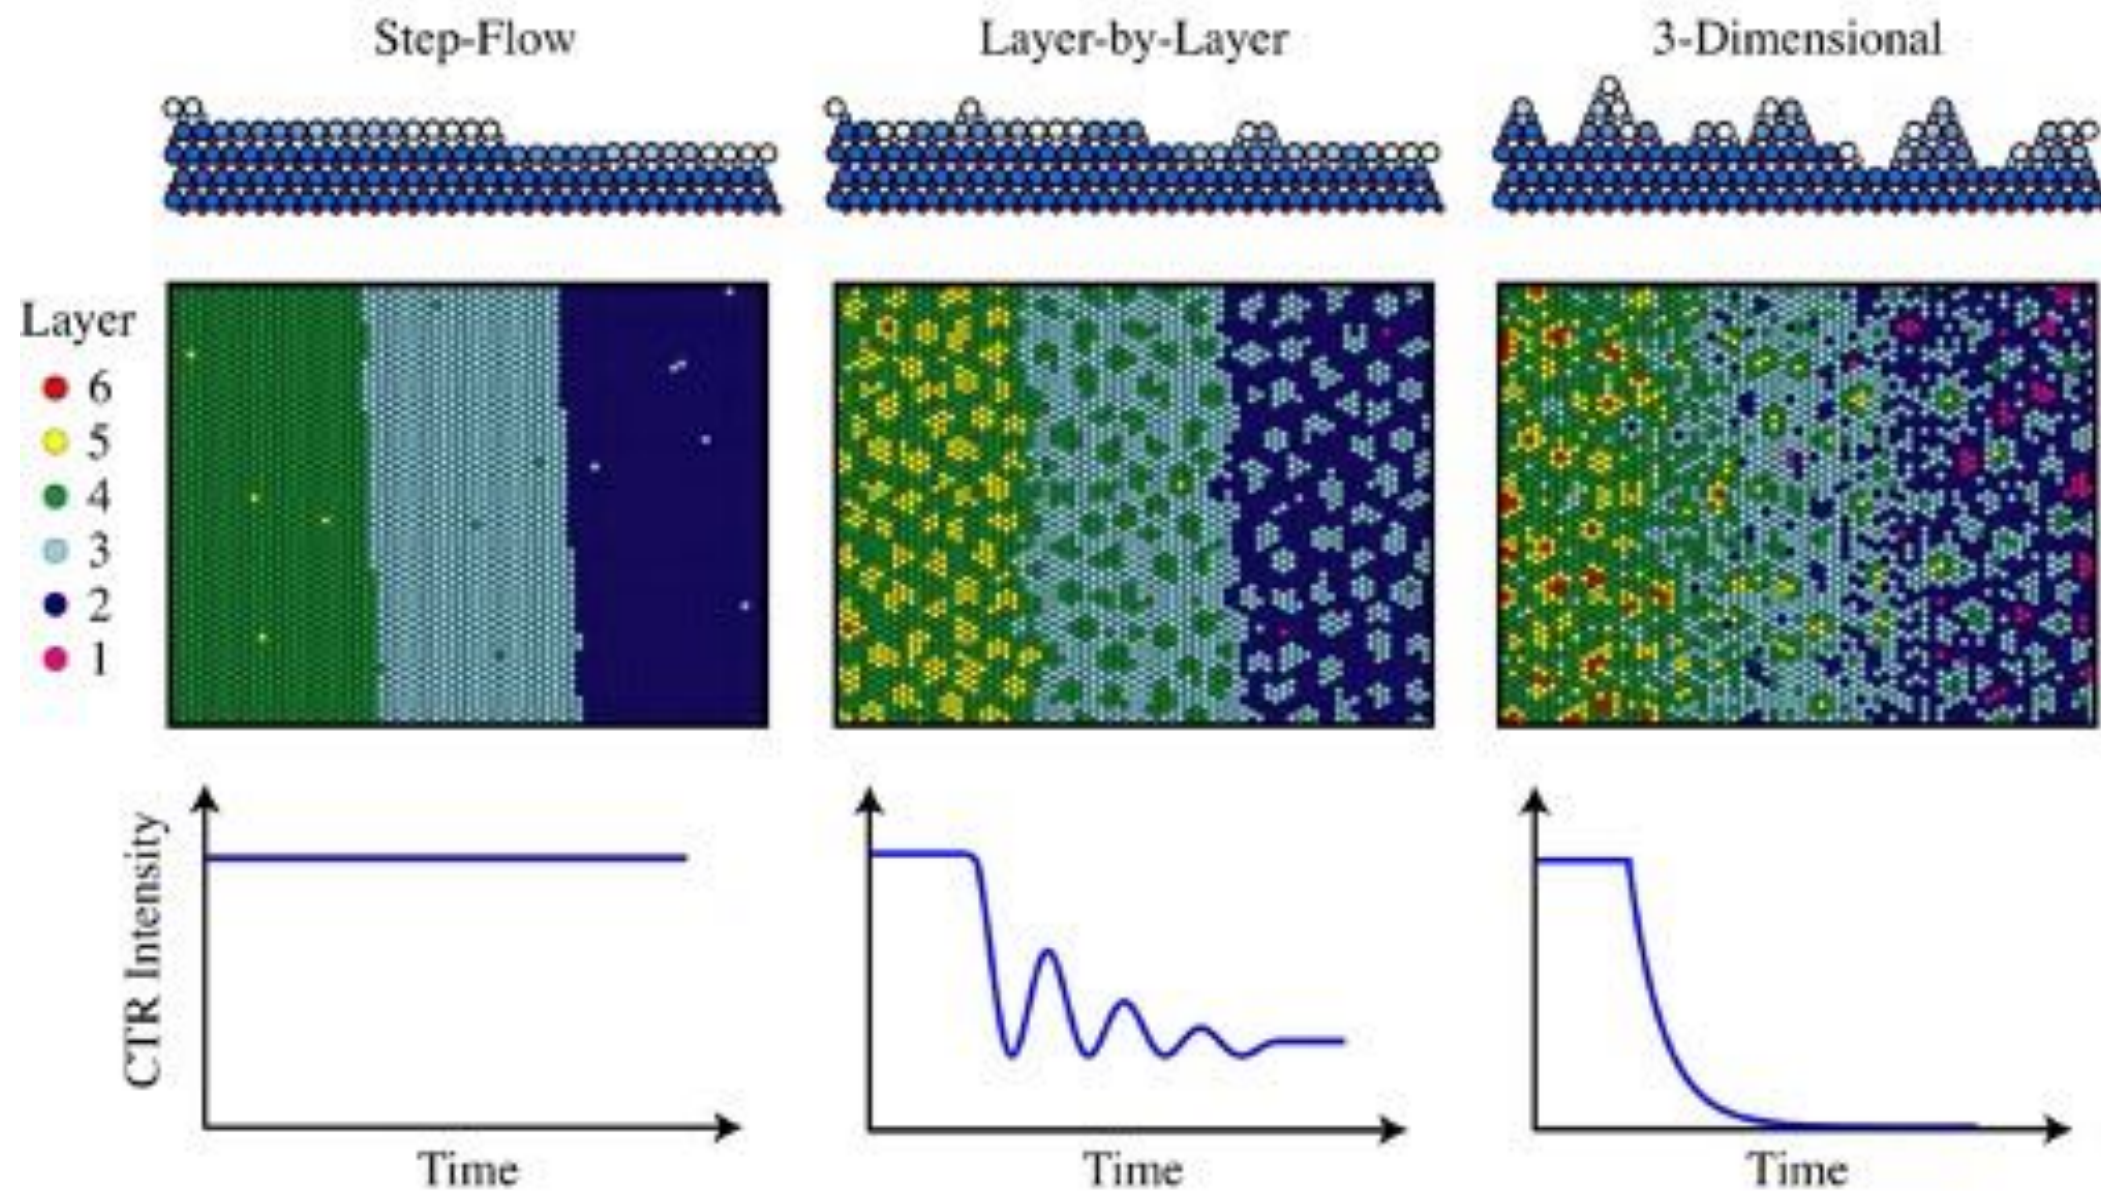 Step-Flow
Layer-by-Layer
3-Dimensional
Layer
6
5
4
3
2
1
CTR Intensity
Time
Time
Time